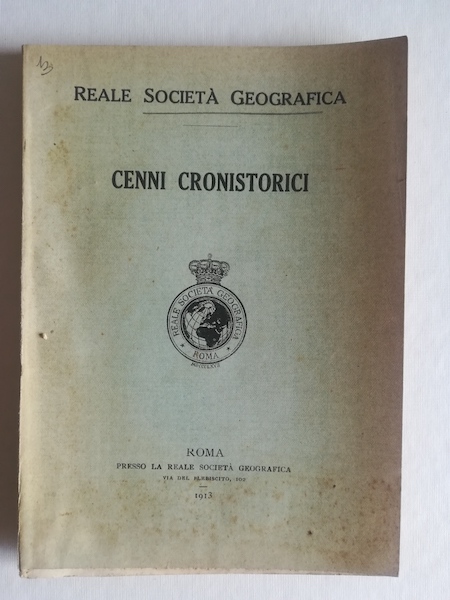 REALE SOCIETÀ GEOGRAFICA
CENNI CRONISTORICI
REALE SOCIETÀ GEOGRAFICA
ROMA
ROMA
PRESSO LA REALE SOCIETÀ GEOGRAFICA
VIA DEL PLEBISCITO, 102
1913